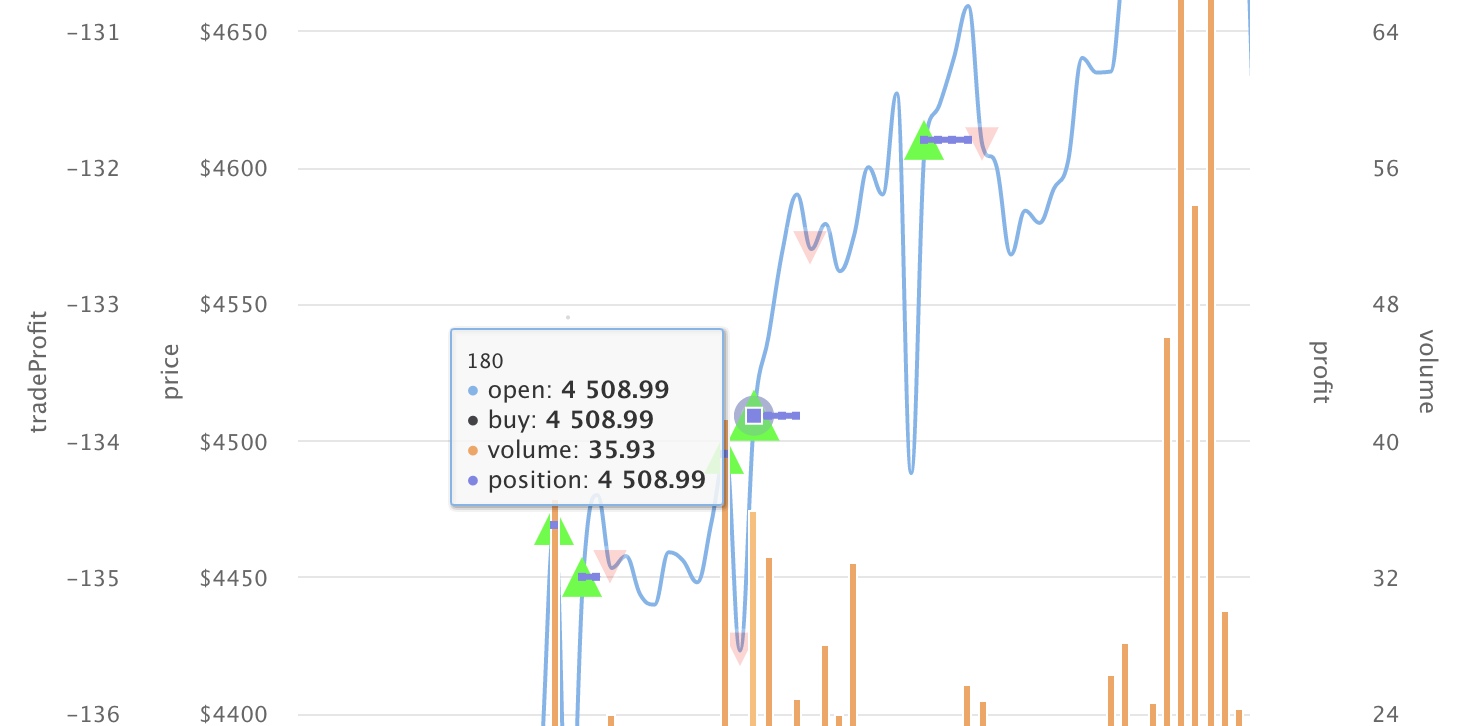 −131 $4650 64
−132 $4600 56
−133 $4550 48
−134 $4500 40
−135 $4450 32
−136 $4400 24
tradeProfit
price
profit
volume
180
open: 4 508.99
buy: 4 508.99
volume: 35.93
position: 4 508.99